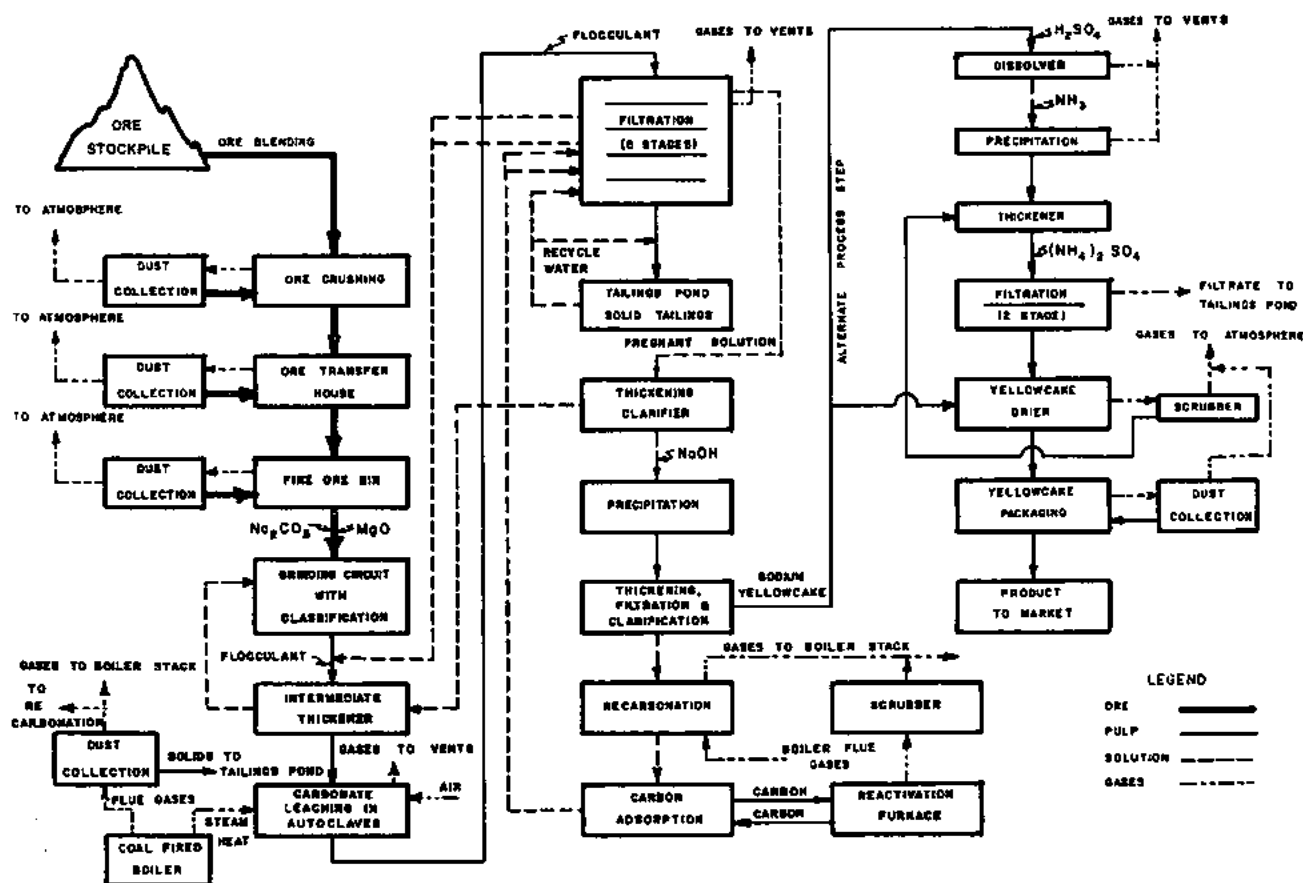 ORE
STOCKPILE
ORE BLENDING
TO ATMOSPHERE
DUST
COLLECTION
ORE CRUSHING
TO ATMOSPHERE
DUST
COLLECTION
ORE TRANSFER
HOUSE
TO ATMOSPHERE
DUST
COLLECTION
FINE ORE BIN
Na2CO3
MgO
GRINDING CIRCUIT
WITH
CLASSIFICATION
FLOCCULANT
INTERMEDIATE
THICKENER
GASES TO BOILER STACK
TO
RE
CARBONATION
DUST
COLLECTION
SOLIDS TO
TAILINGS POND
FLUE GASES
STEAM
HEAT
COAL FIRED
BOILER
GASES TO VENTS
AIR
CARBONATE
LEACHING IN
AUTOCLAVES
FLOCCULANT
GASES TO VENTS
FILTRATION
(6 STAGES)
RECYCLE
WATER
TAILINGS POND
SOLID TAILINGS
PREGNANT SOLUTION
THICKENING
CLARIFIER
NaOH
PRECIPITATION
THICKENING,
FILTRATION &
CLARIFICATION
SODIUM
YELLOWCAKE
GASES TO BOILER STACK
RECARBONATION
BOILER FLUE
GASES
SCRUBBER
CARBON
ADSORPTION
CARBON
CARBON
REACTIVATION
FURNACE
ALTERNATE PROCESS STEP
H2SO4
GASES TO VENTS
DISSOLVER
NH3
PRECIPITATION
THICKENER
(NH4)2 SO4
FILTRATION
(2 STAGE)
FILTRATE TO
TAILINGS POND
GASES TO ATMOSPHERE
YELLOWCAKE
DRIER
SCRUBBER
YELLOWCAKE
PACKAGING
DUST
COLLECTION
PRODUCT
TO MARKET
LEGEND
ORE
PULP
SOLUTION
GASES